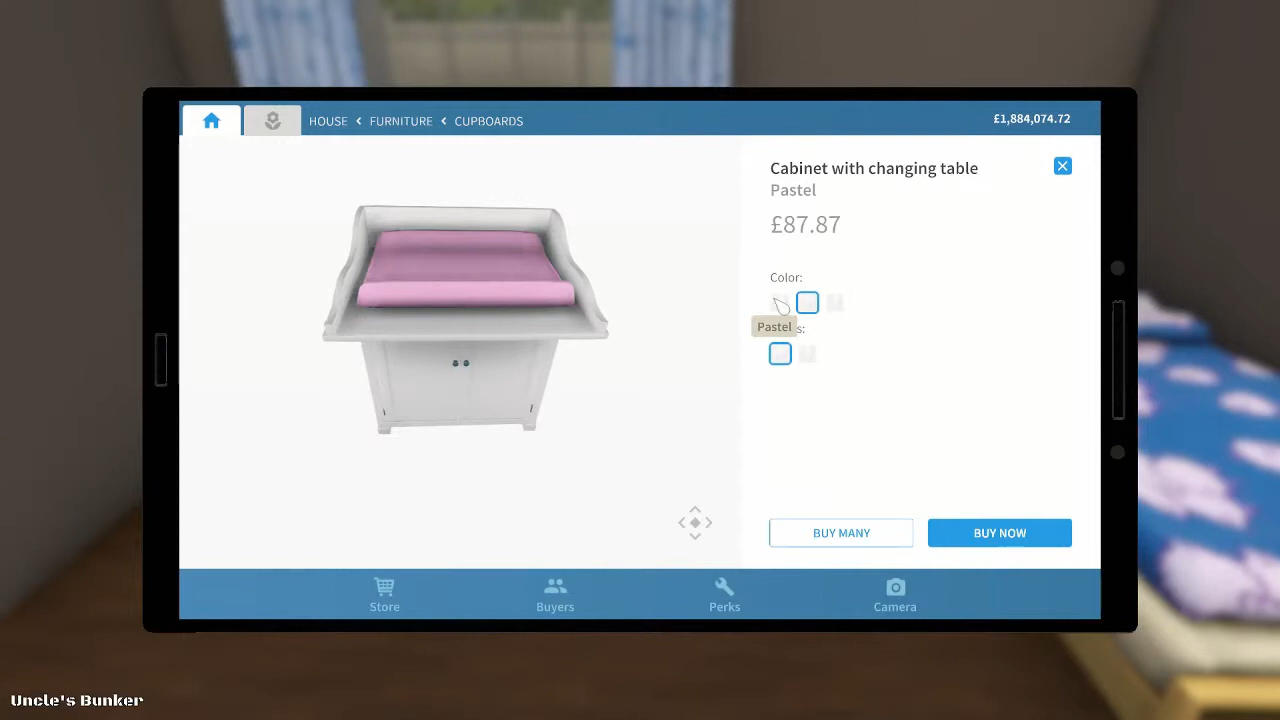 HOUSE < FURNITURE < CUPBOARDS
£1,884,074.72
Cabinet with changing table
Pastel
£87.87
Color:
Pastel
s:
BUY MANY
BUY NOW
Store
Buyers
Perks
Camera
Uncle's Bunker